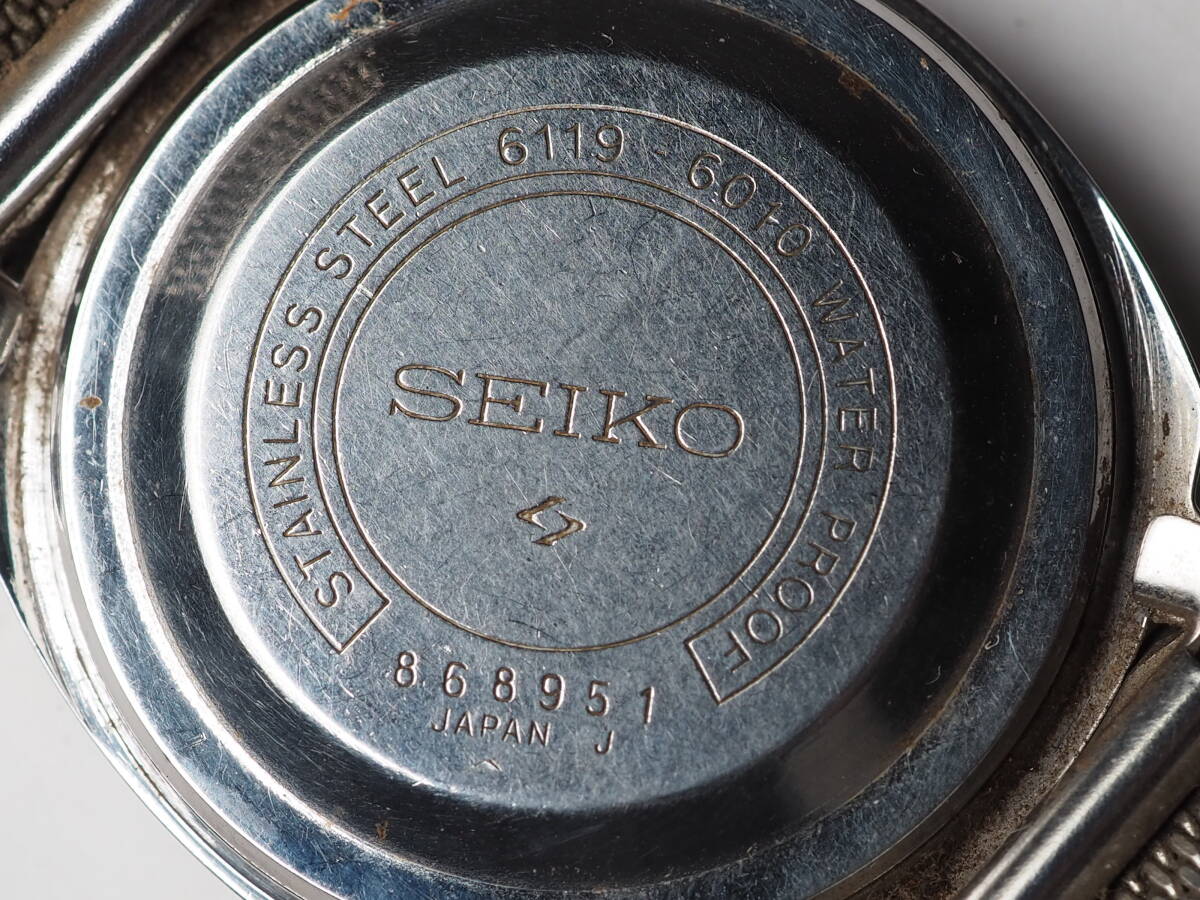 STAINLESS STEEL 6119-6010 WATER PROOF
SEIKO
868951
JAPAN J